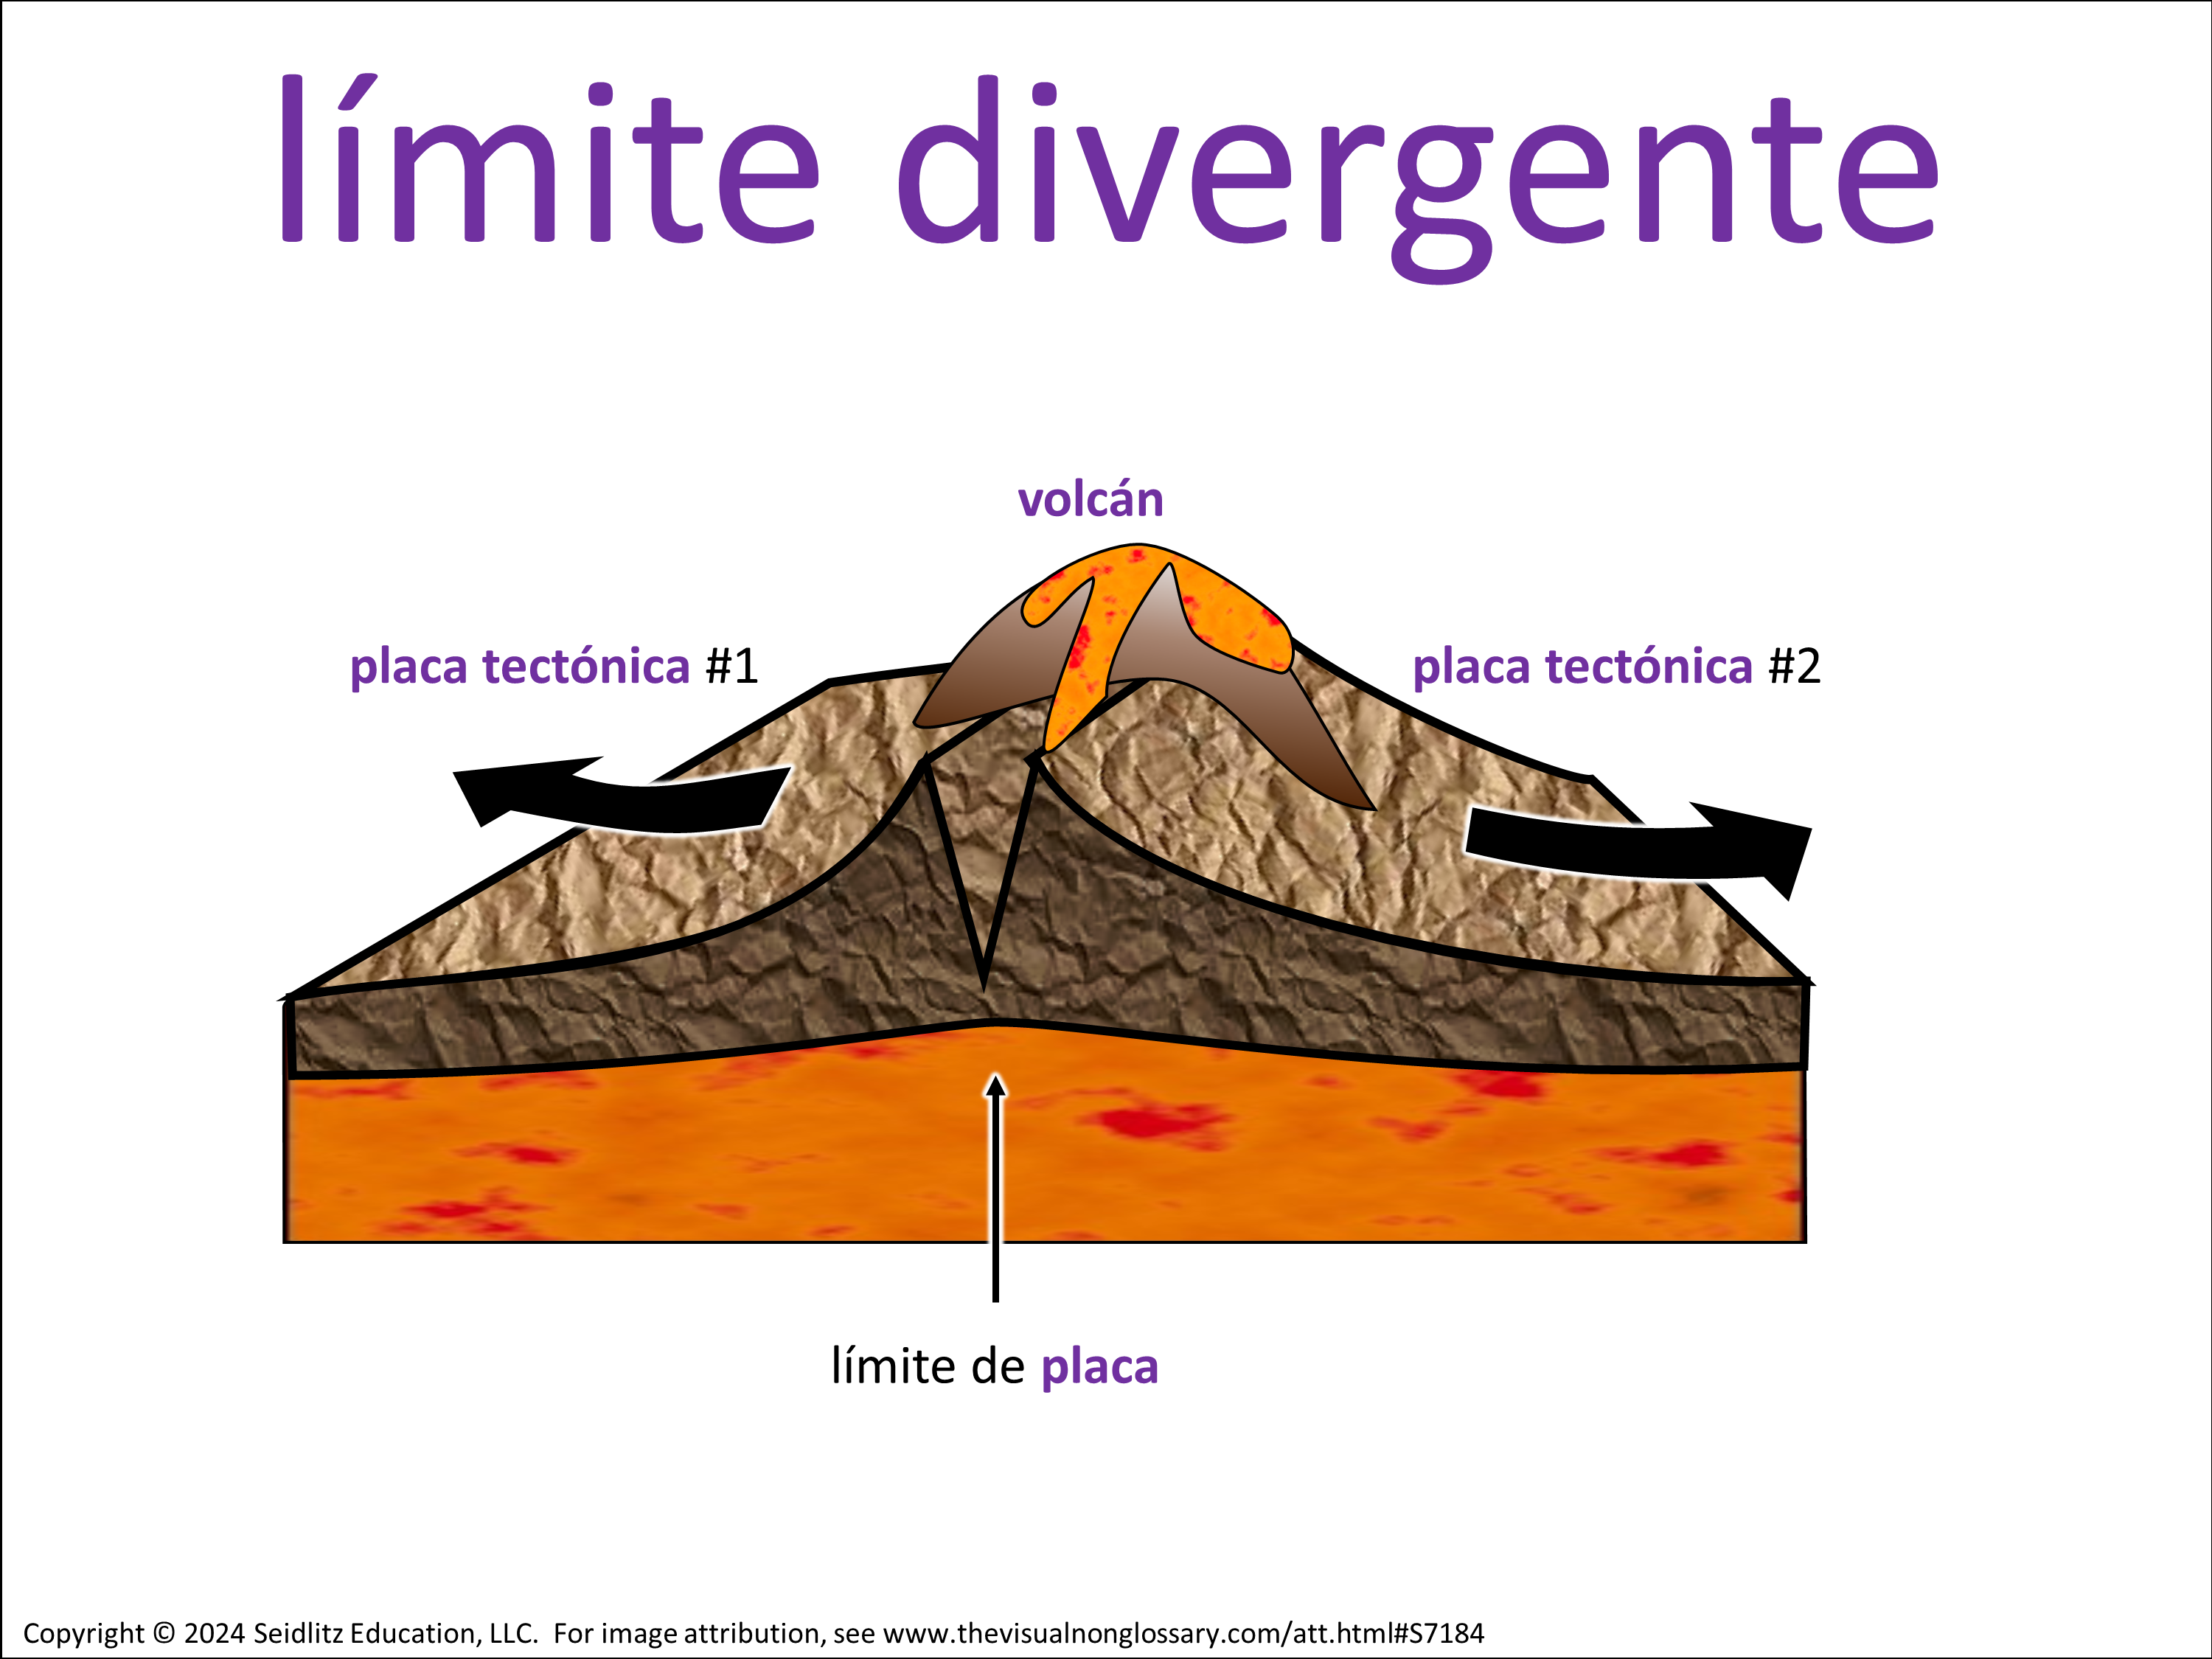 límite divergente
volcán
placa tectónica #1
placa tectónica #2
límite de placa
Copyright © 2024 Seidlitz Education, LLC.  For image attribution, see www.thevisualnonglossary.com/att.html#S7184